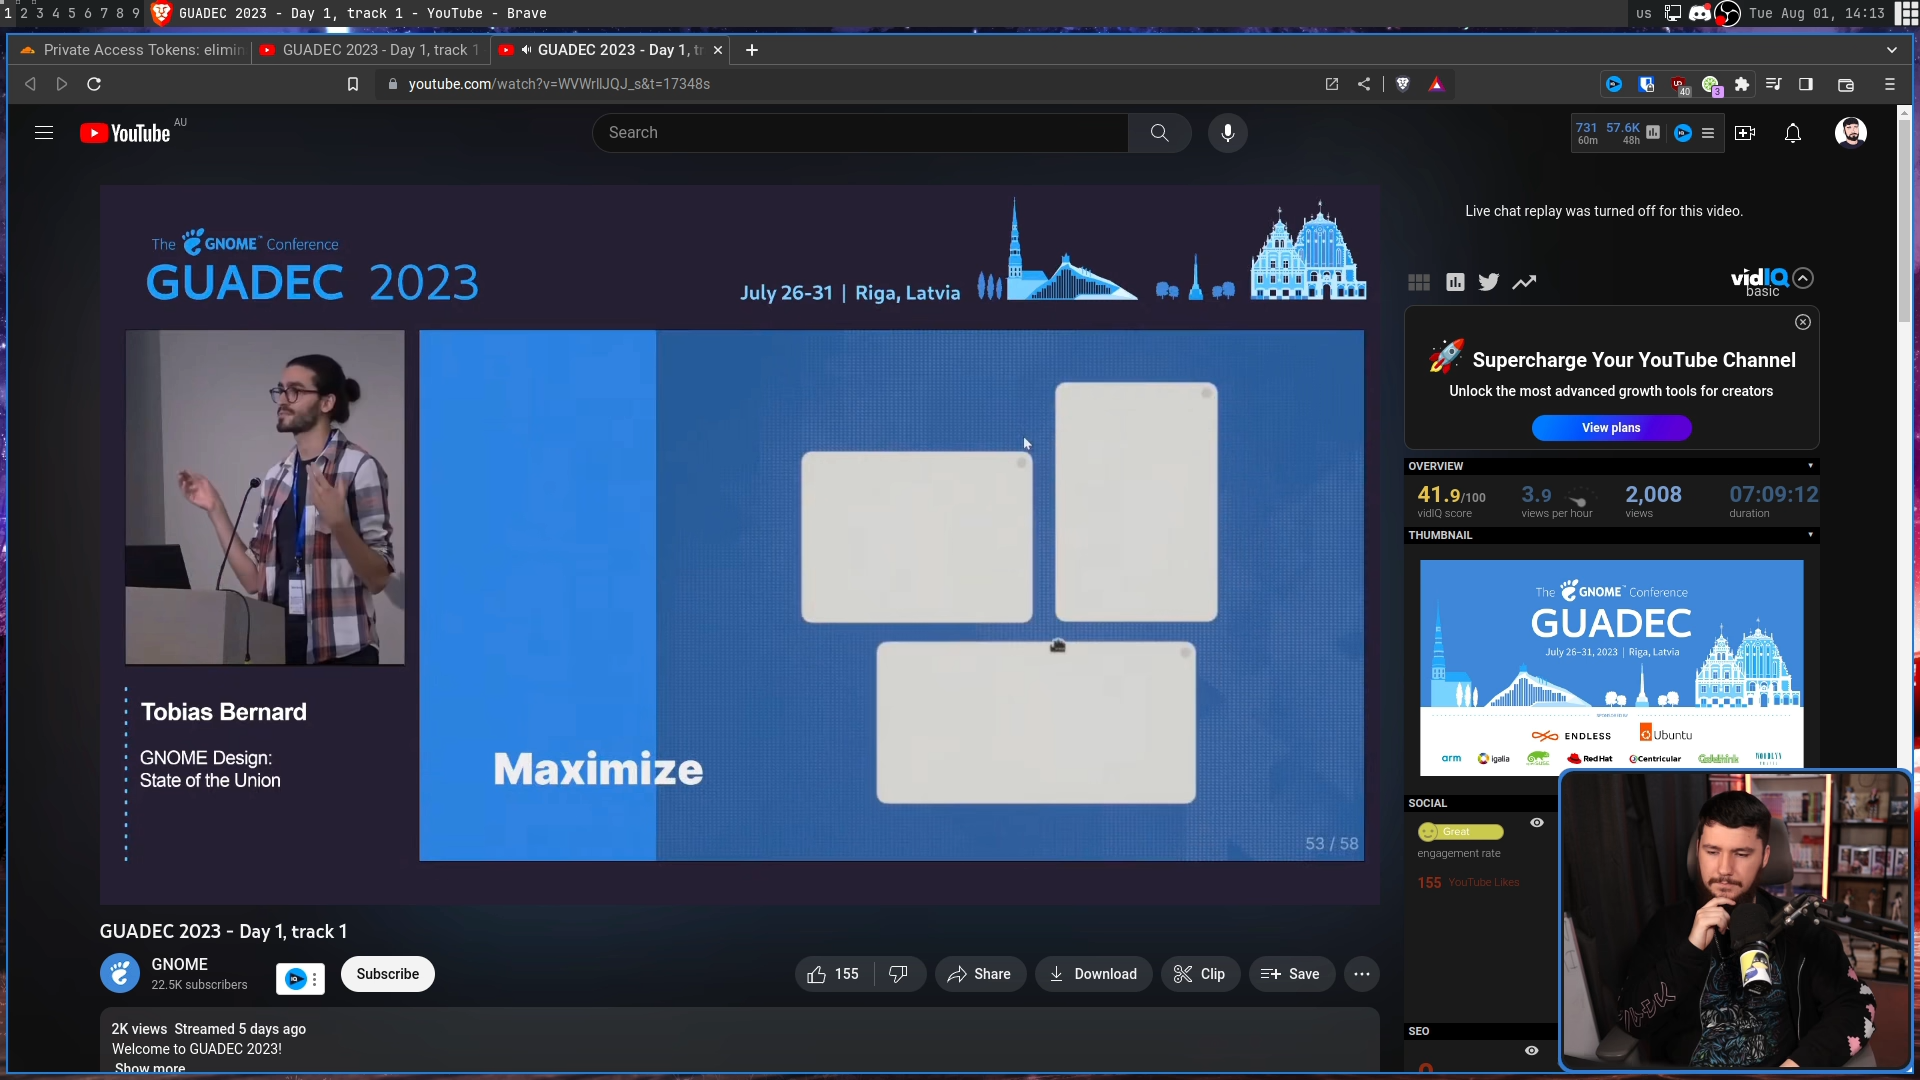 1 2 3 4 5 6 7 8 9 GUADEC 2023 - Day 1, track 1 - YouTube - Brave
us Tue Aug 01, 14:13
Private Access Tokens: elimin
GUADEC 2023 - Day 1, track 1
GUADEC 2023 - Day 1, tr
youtube.com/watch?v=WVWrllJQJ_s&t=17348s
40
3
YouTube AU
Search
731 57.6K
60m 48h
The GNOME™ Conference
GUADEC 2023
July 26-31 | Riga, Latvia
Maximize
53 / 58
Tobias Bernard
GNOME Design:
State of the Union
GUADEC 2023 - Day 1, track 1
GNOME
22.5K subscribers
Subscribe
155
Share
Download
Clip
Save
2K views Streamed 5 days ago
Welcome to GUADEC 2023!
Show more
Live chat replay was turned off for this video.
vidIQ
basic
Supercharge Your YouTube Channel
Unlock the most advanced growth tools for creators
View plans
OVERVIEW
41.9/100 3.9 2,008 07:09:12
vidIQ score views per hour views duration
THUMBNAIL
The GNOME™ Conference
GUADEC
July 26–31, 2023 | Riga, Latvia
ENDLESS Ubuntu
arm igalia Red Hat Centricular Codethink
SOCIAL
Great
engagement rate
155 YouTube Likes
SEO